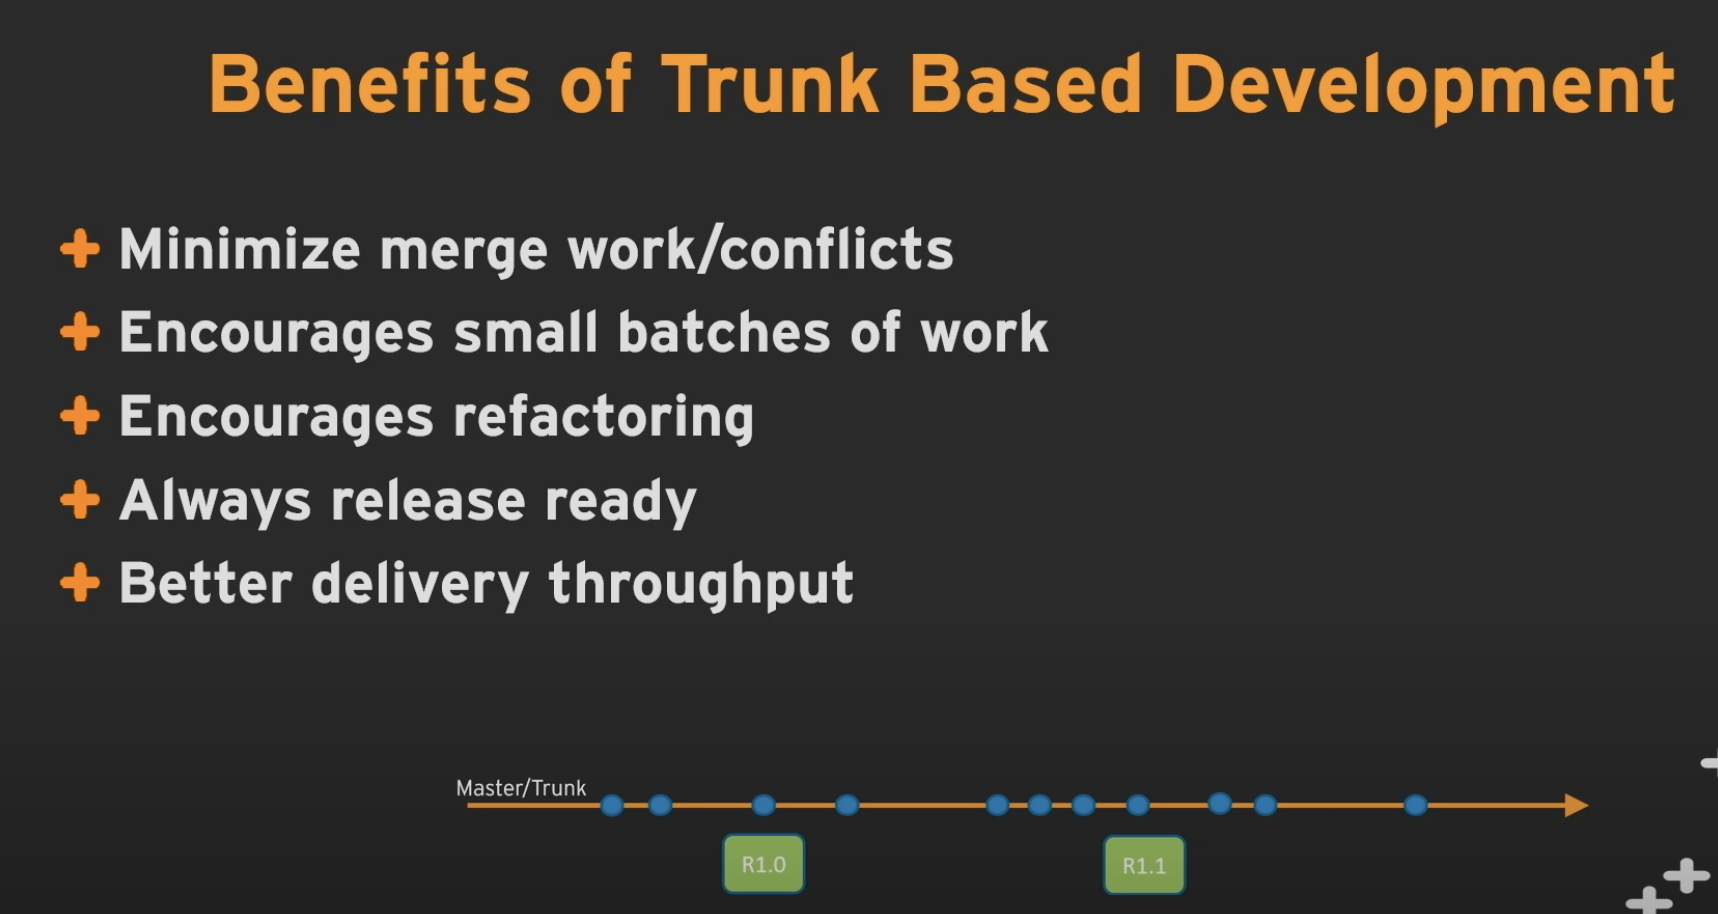 Benefits of Trunk Based Development
Minimize merge work/conflicts
Encourages small batches of work
Encourages refactoring
Always release ready
Better delivery throughput
Master/Trunk
R1.0
R1.1